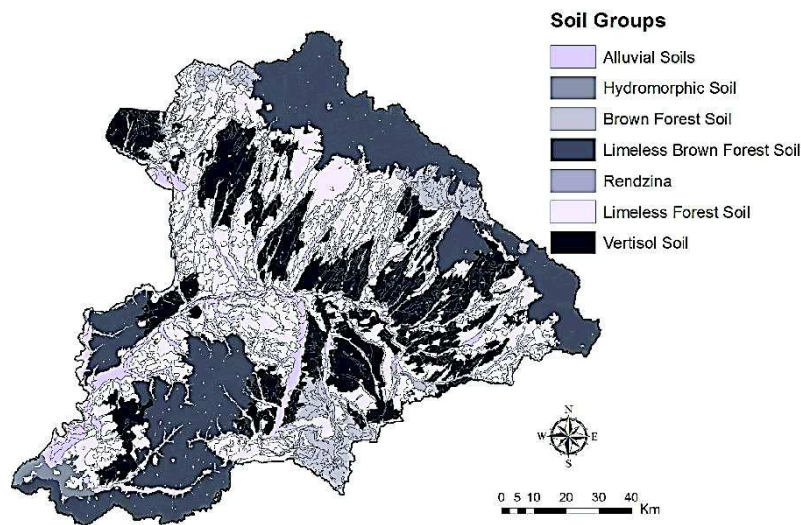 Soil Groups
Alluvial Soils
Hydromorphic Soil
Brown Forest Soil
Limeless Brown Forest Soil
Rendzina
Limeless Forest Soil
Vertisol Soil
N
W E
S
0 5 10 20 30 40
Km